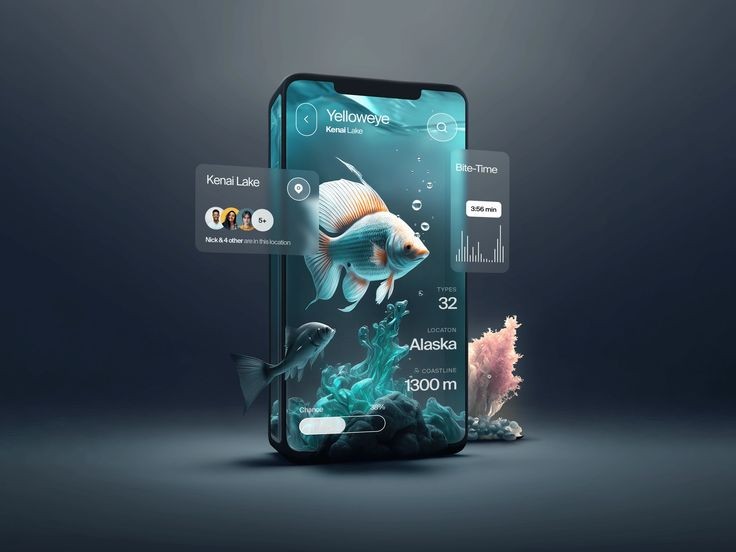 Yelloweye
Kenai Lake
Kenai Lake
5+
Nick & 4 other are in this location
Bite-Time
3:56 min
TYPES
32
LOCATON
Alaska
COASTLINE
1300 m
Chance
38%